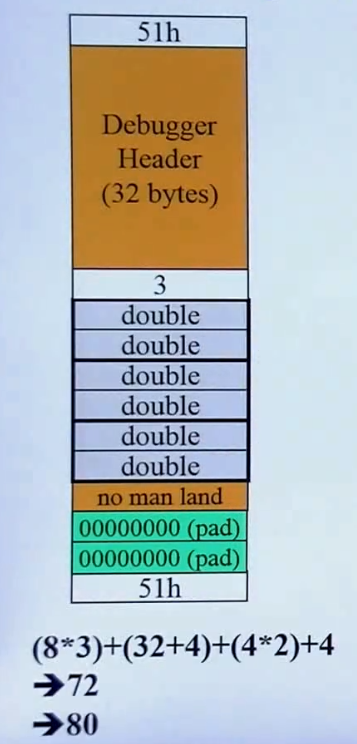 51h
Debugger
Header
(32 bytes)
3
double
double
double
double
double
double
no man land
00000000 (pad)
00000000 (pad)
51h
(8*3)+(32+4)+(4*2)+4
➔72
➔80